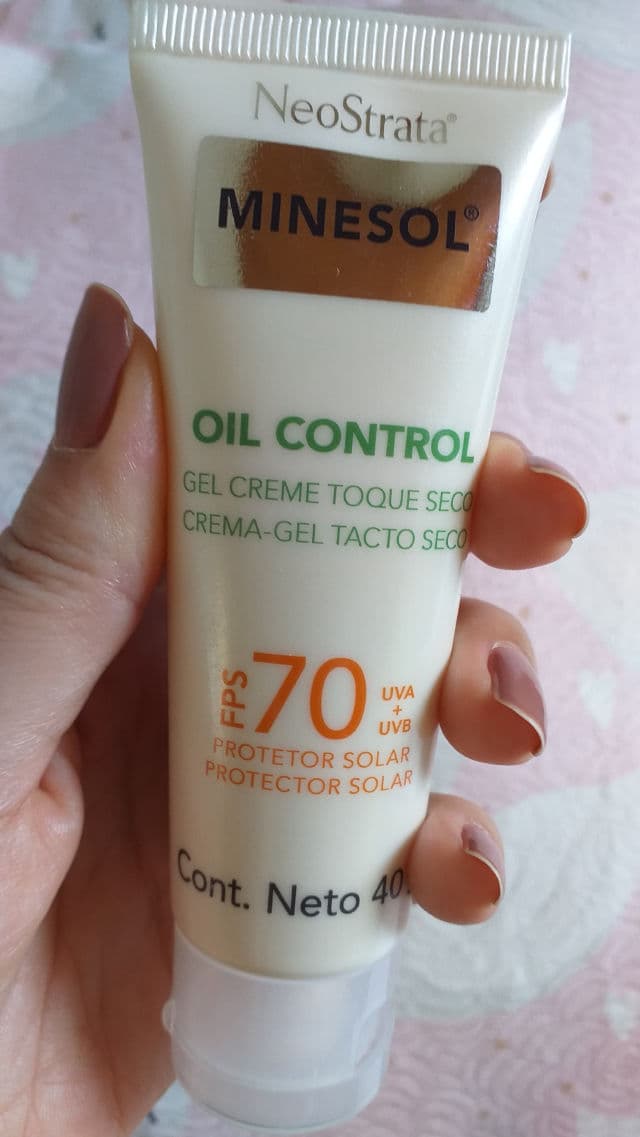 NeoStrata®
MINESOL®
OIL CONTROL
GEL CREME TOQUE SECO
CREMA-GEL TACTO SECO
FPS 70 UVA + UVB
PROTETOR SOLAR
PROTECTOR SOLAR
Cont. Neto 40